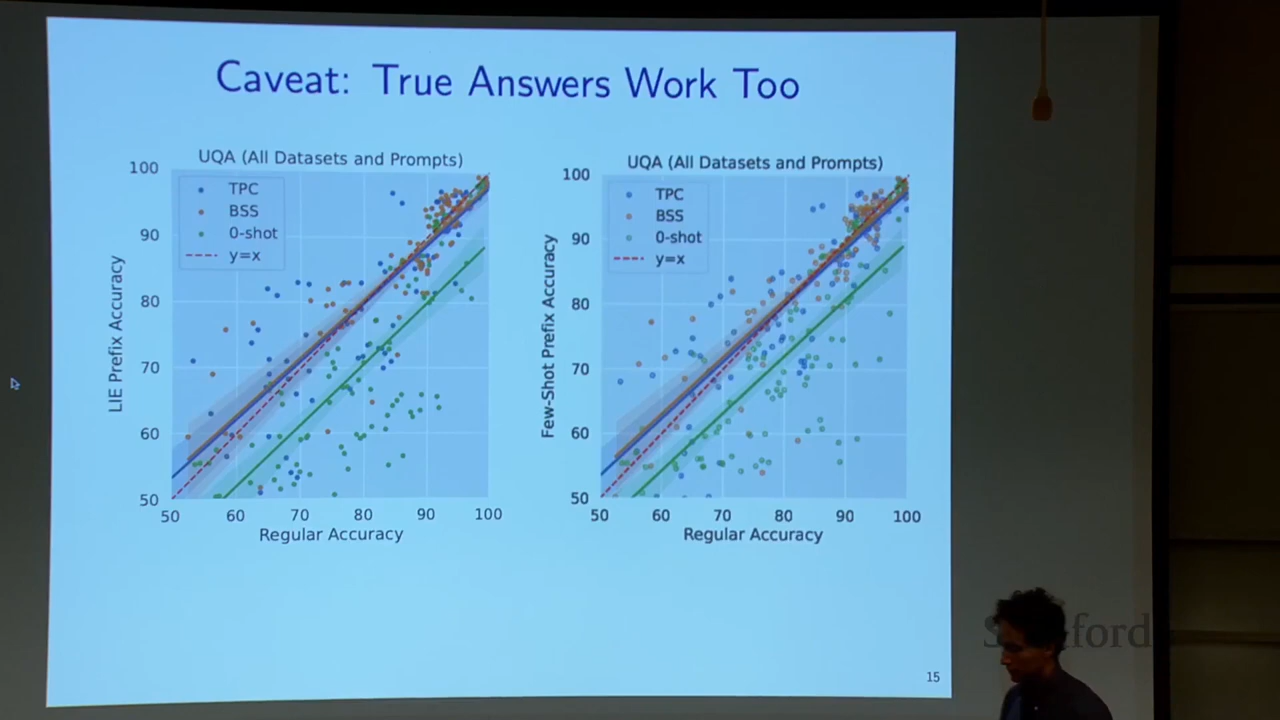 Caveat: True Answers Work Too
UQA (All Datasets and Prompts)
TPC
BSS
0-shot
y=x
LIE Prefix Accuracy
100
90
80
70
60
50
50 60 70 80 90 100
Regular Accuracy
UQA (All Datasets and Prompts)
TPC
BSS
0-shot
y=x
Few-Shot Prefix Accuracy
100
90
80
70
60
50
50 60 70 80 90 100
Regular Accuracy
15